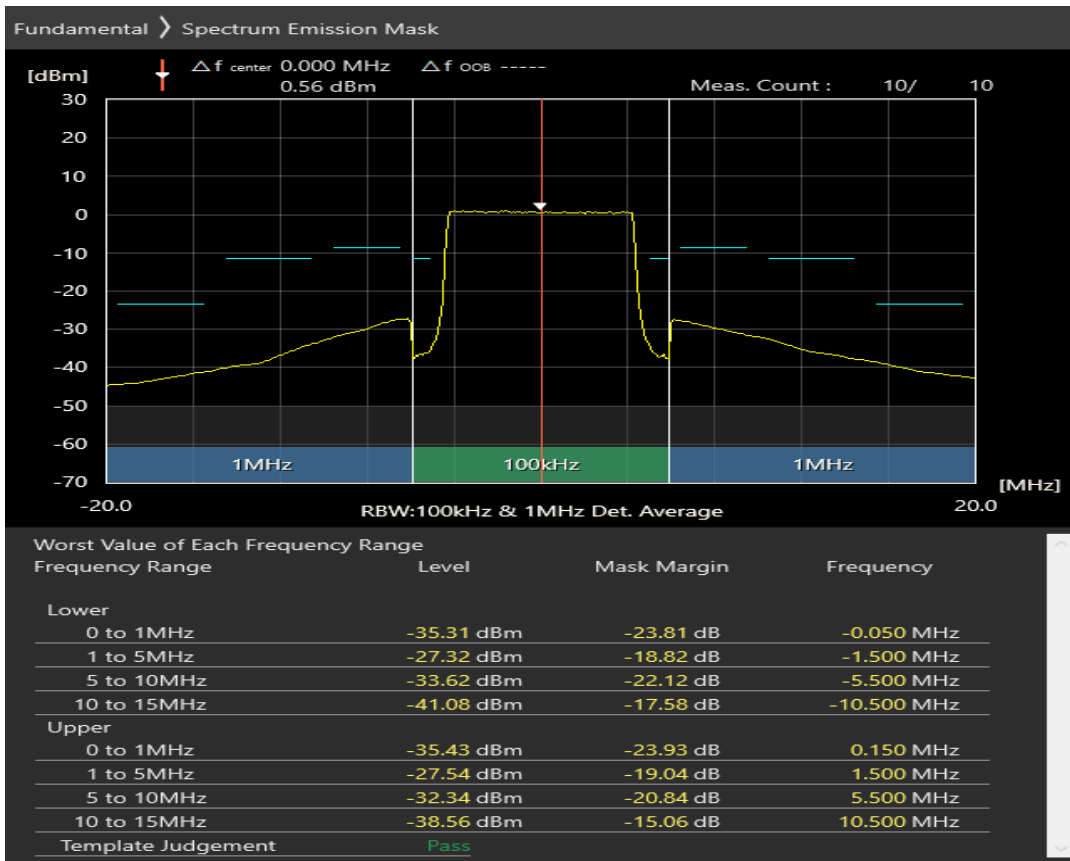 Fundamental ❯ Spectrum Emission Mask
[dBm] Δf center 0.000 MHz Δf OOB -----
0.56 dBm Meas. Count : 10/ 10
30
20
10
0
-10
-20
-30
-40
-50
-60
1MHz 100kHz 1MHz
-70 [MHz]
-20.0 RBW:100kHz & 1MHz Det. Average 20.0
Worst Value of Each Frequency Range
Frequency Range Level Mask Margin Frequency
Lower
0 to 1MHz -35.31 dBm -23.81 dB -0.050 MHz
1 to 5MHz -27.32 dBm -18.82 dB -1.500 MHz
5 to 10MHz -33.62 dBm -22.12 dB -5.500 MHz
10 to 15MHz -41.08 dBm -17.58 dB -10.500 MHz
Upper
0 to 1MHz -35.43 dBm -23.93 dB 0.150 MHz
1 to 5MHz -27.54 dBm -19.04 dB 1.500 MHz
5 to 10MHz -32.34 dBm -20.84 dB 5.500 MHz
10 to 15MHz -38.56 dBm -15.06 dB 10.500 MHz
Template Judgement Pass